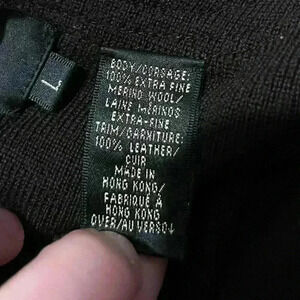 L
BODY/CORSAGE:
100% EXTRA FINE
MERINO WOOL/
LAINE MERINOS
EXTRA-FINE
TRIM/GARNITURE:
100% LEATHER/
CUIR
MADE IN
HONG KONG/
FABRIQUÉ À
HONG KONG
OVER/AU VERSO↓